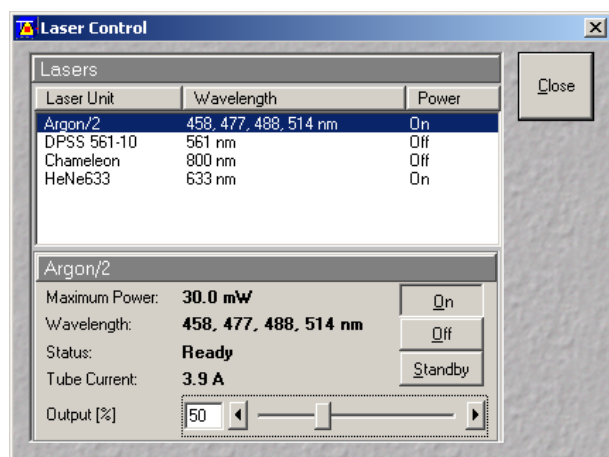 Laser Control
Lasers
Close
Laser Unit Wavelength Power
Argon/2 458, 477, 488, 514 nm On
DPSS 561-10 561 nm Off
Chameleon 800 nm Off
HeNe633 633 nm On
Argon/2
Maximum Power: 30.0 mW On
Wavelength: 458, 477, 488, 514 nm Off
Status: Ready
Standby
Tube Current: 3.9 A
Output [%] 50